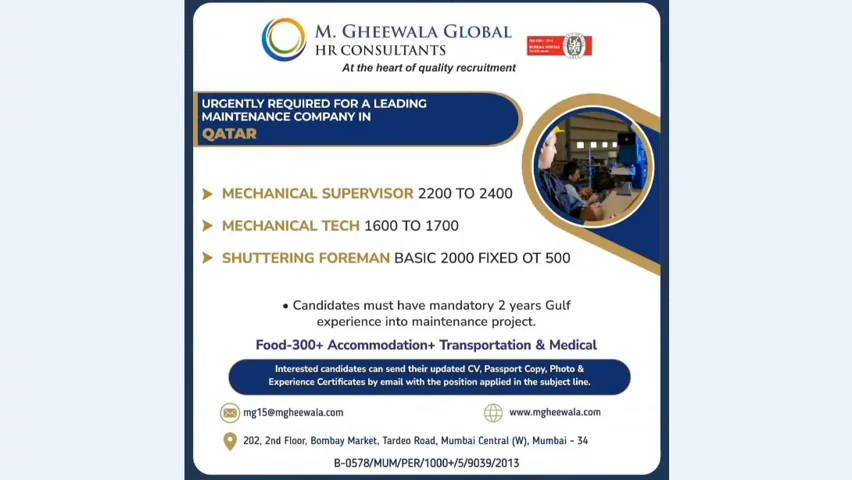 M. GHEEWALA GLOBAL
HR CONSULTANTS
At the heart of quality recruitment
URGENTLY REQUIRED FOR A LEADING
MAINTENANCE COMPANY IN
QATAR
MECHANICAL SUPERVISOR 2200 TO 2400
MECHANICAL TECH 1600 TO 1700
SHUTTERING FOREMAN BASIC 2000 FIXED OT 500
• Candidates must have mandatory 2 years Gulf
experience into maintenance project.
Food-300+ Accommodation+ Transportation & Medical
Interested candidates can send their updated CV, Passport Copy, Photo &
Experience Certificates by email with the position applied in the subject line.
mg15@mgheewala.com
www.mgheewala.com
202, 2nd Floor, Bombay Market, Tardeo Road, Mumbai Central (W), Mumbai - 34
B-0578/MUM/PER/1000+/5/9039/2013